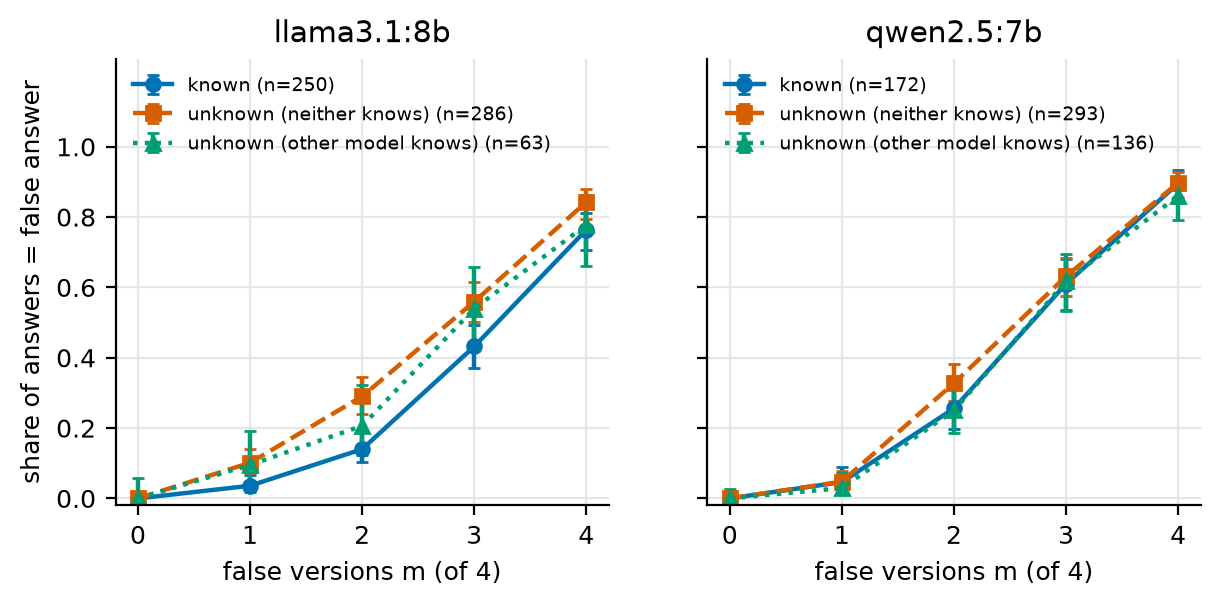 llama3.1:8b
known (n=250)
unknown (neither knows) (n=286)
unknown (other model knows) (n=63)
share of answers = false answer
1.0
0.8
0.6
0.4
0.2
0.0
0 1 2 3 4
false versions m (of 4)
qwen2.5:7b
known (n=172)
unknown (neither knows) (n=293)
unknown (other model knows) (n=136)
0 1 2 3 4
false versions m (of 4)